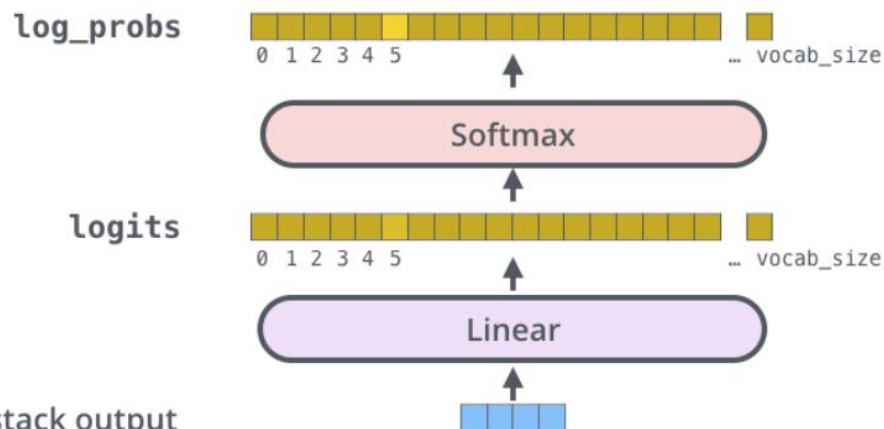 log_probs
0 1 2 3 4 5 … vocab_size
Softmax
logits
0 1 2 3 4 5 … vocab_size
Linear
stack output